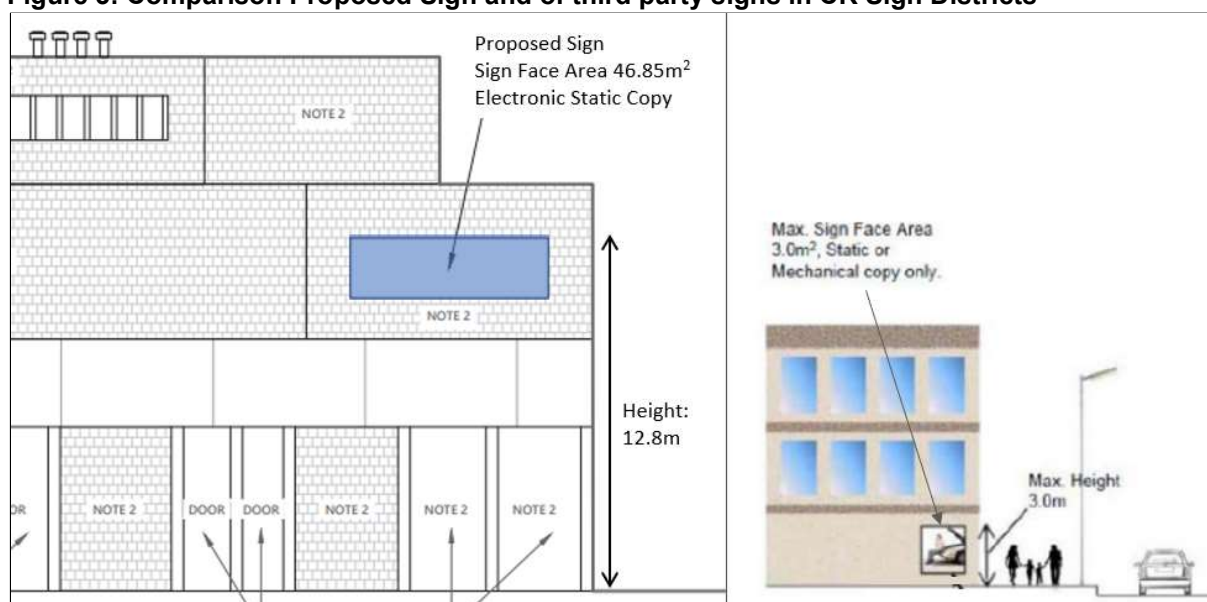 Figure 3: Comparison Proposed Sign and of third party signs in CR Sign Districts
Proposed Sign
Sign Face Area 46.85m²
Electronic Static Copy
NOTE 2
NOTE 2
Height:
12.8m
OR
NOTE 2
DOOR
DOOR
NOTE 2
NOTE 2
NOTE 2
Max. Sign Face Area
3.0m², Static or
Mechanical copy only.
Max. Height
3.0m